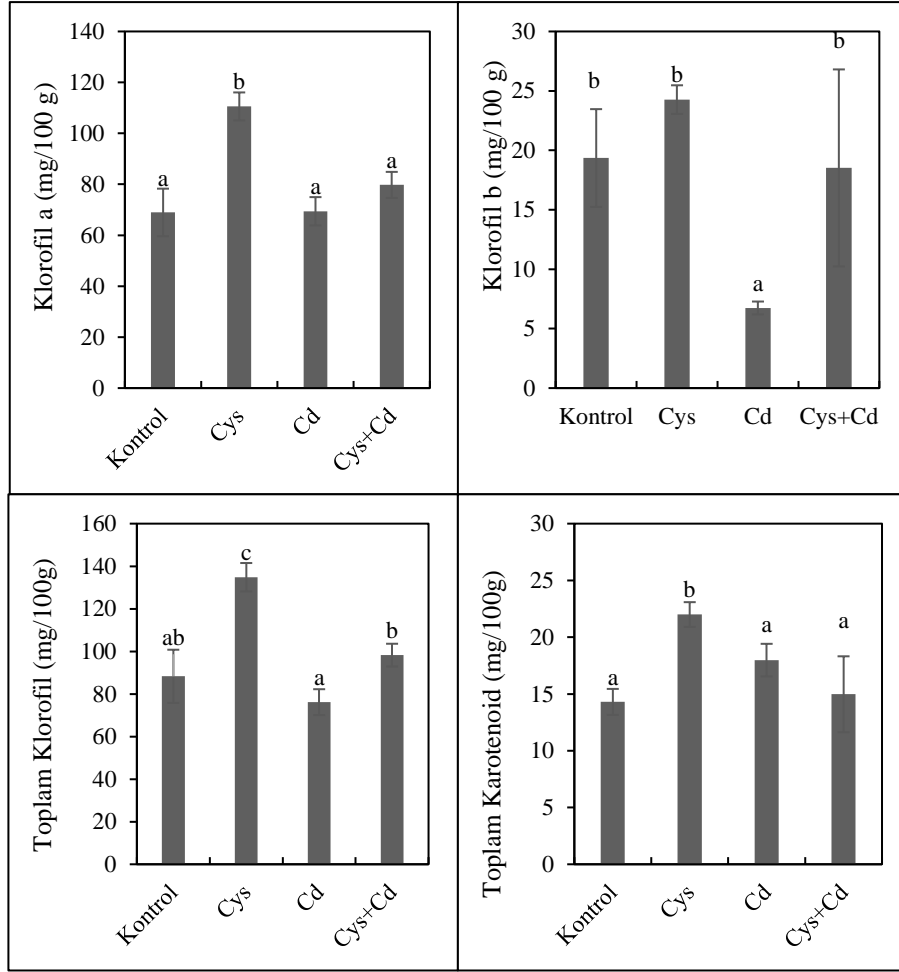 Klorofil a (mg/100 g)
140
120
100
80
60
40
20
0
a
b
a
a
Kontrol
Cys
Cd
Cys+Cd
Klorofil b (mg/100 g)
30
25
20
15
10
5
0
b
b
a
b
Kontrol
Cys
Cd
Cys+Cd
Toplam Klorofil (mg/100g)
160
140
120
100
80
60
40
20
0
ab
c
a
b
Kontrol
Cys
Cd
Cys+Cd
Toplam Karotenoid (mg/100g)
30
25
20
15
10
5
0
a
b
a
a
Kontrol
Cys
Cd
Cys+Cd